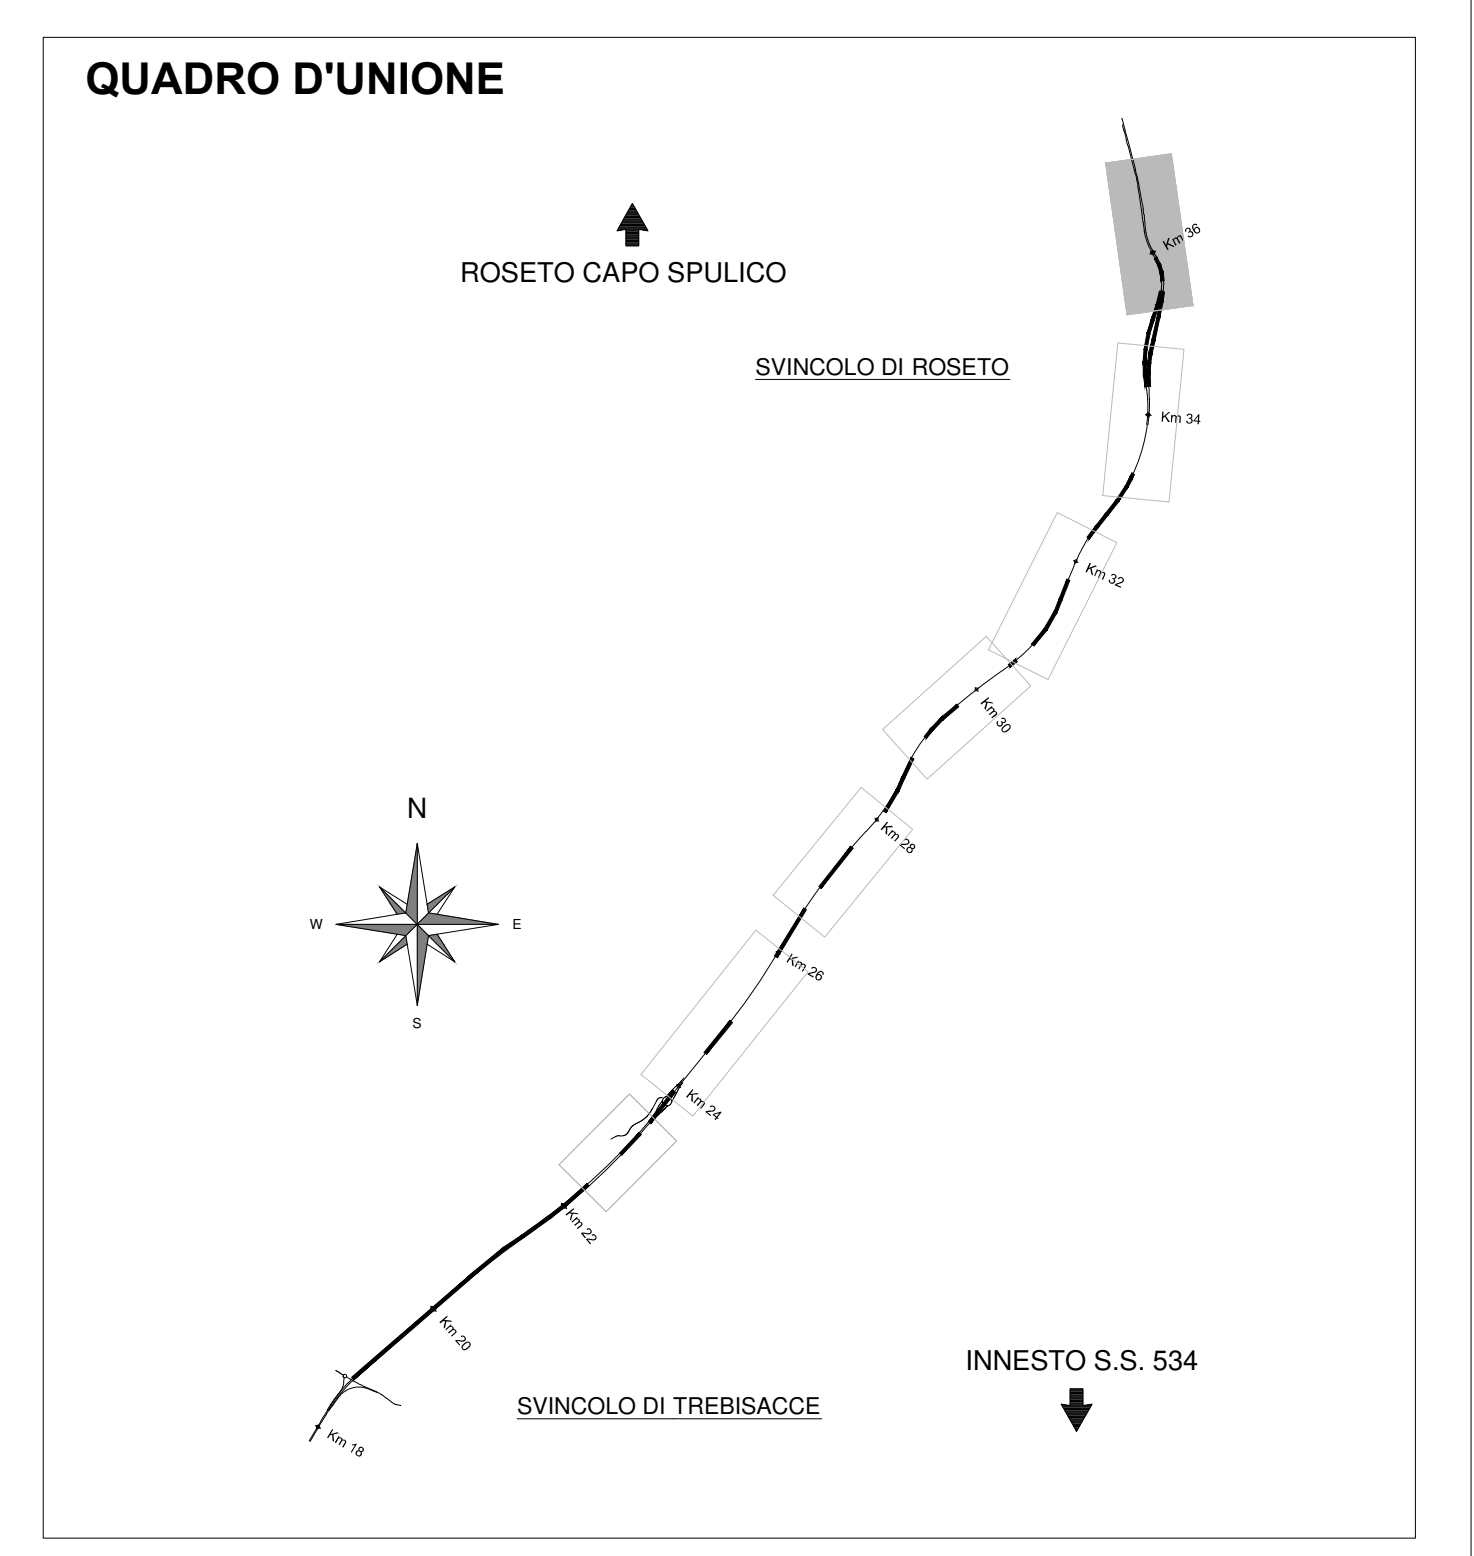 QUADRO D'UNIONE
Km 36
ROSETO CAPO SPULICO
SVINCOLO DI ROSETO
Km 34
Km 32
Km 30
N
Km 28
W
E
Km 26
S
Km 24
Km 22
Km 20
INNESTO S.S. 534
SVINCOLO DI TREBISACCE
Km 18